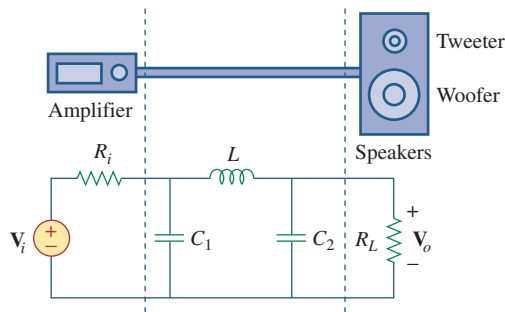 Tweeter
Woofer
Amplifier
Speakers
R_i
L
+
−
V_i
C_1
C_2
R_L
+
V_o
−